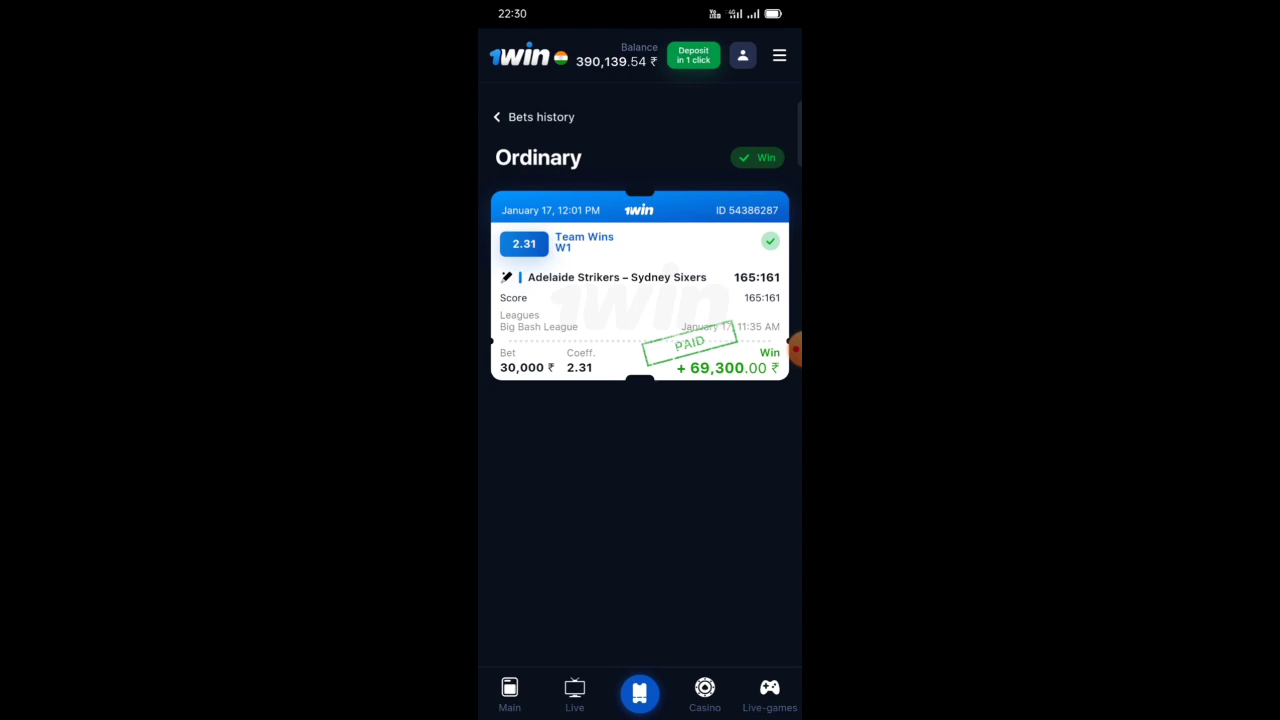 22:30
4G
1win
Balance
390,139.54 ₹
Deposit
in 1 click
Bets history
Ordinary
Win
January 17, 12:01 PM 1win ID 54386287
2.31
Team Wins
W1
Adelaide Strikers – Sydney Sixers 165:161
Score 165:161
Leagues
Big Bash League January 17, 11:35 AM
1win
PAID
Bet Coeff. Win
30,000 ₹ 2.31 + 69,300.00 ₹
Main Live Casino Live-games